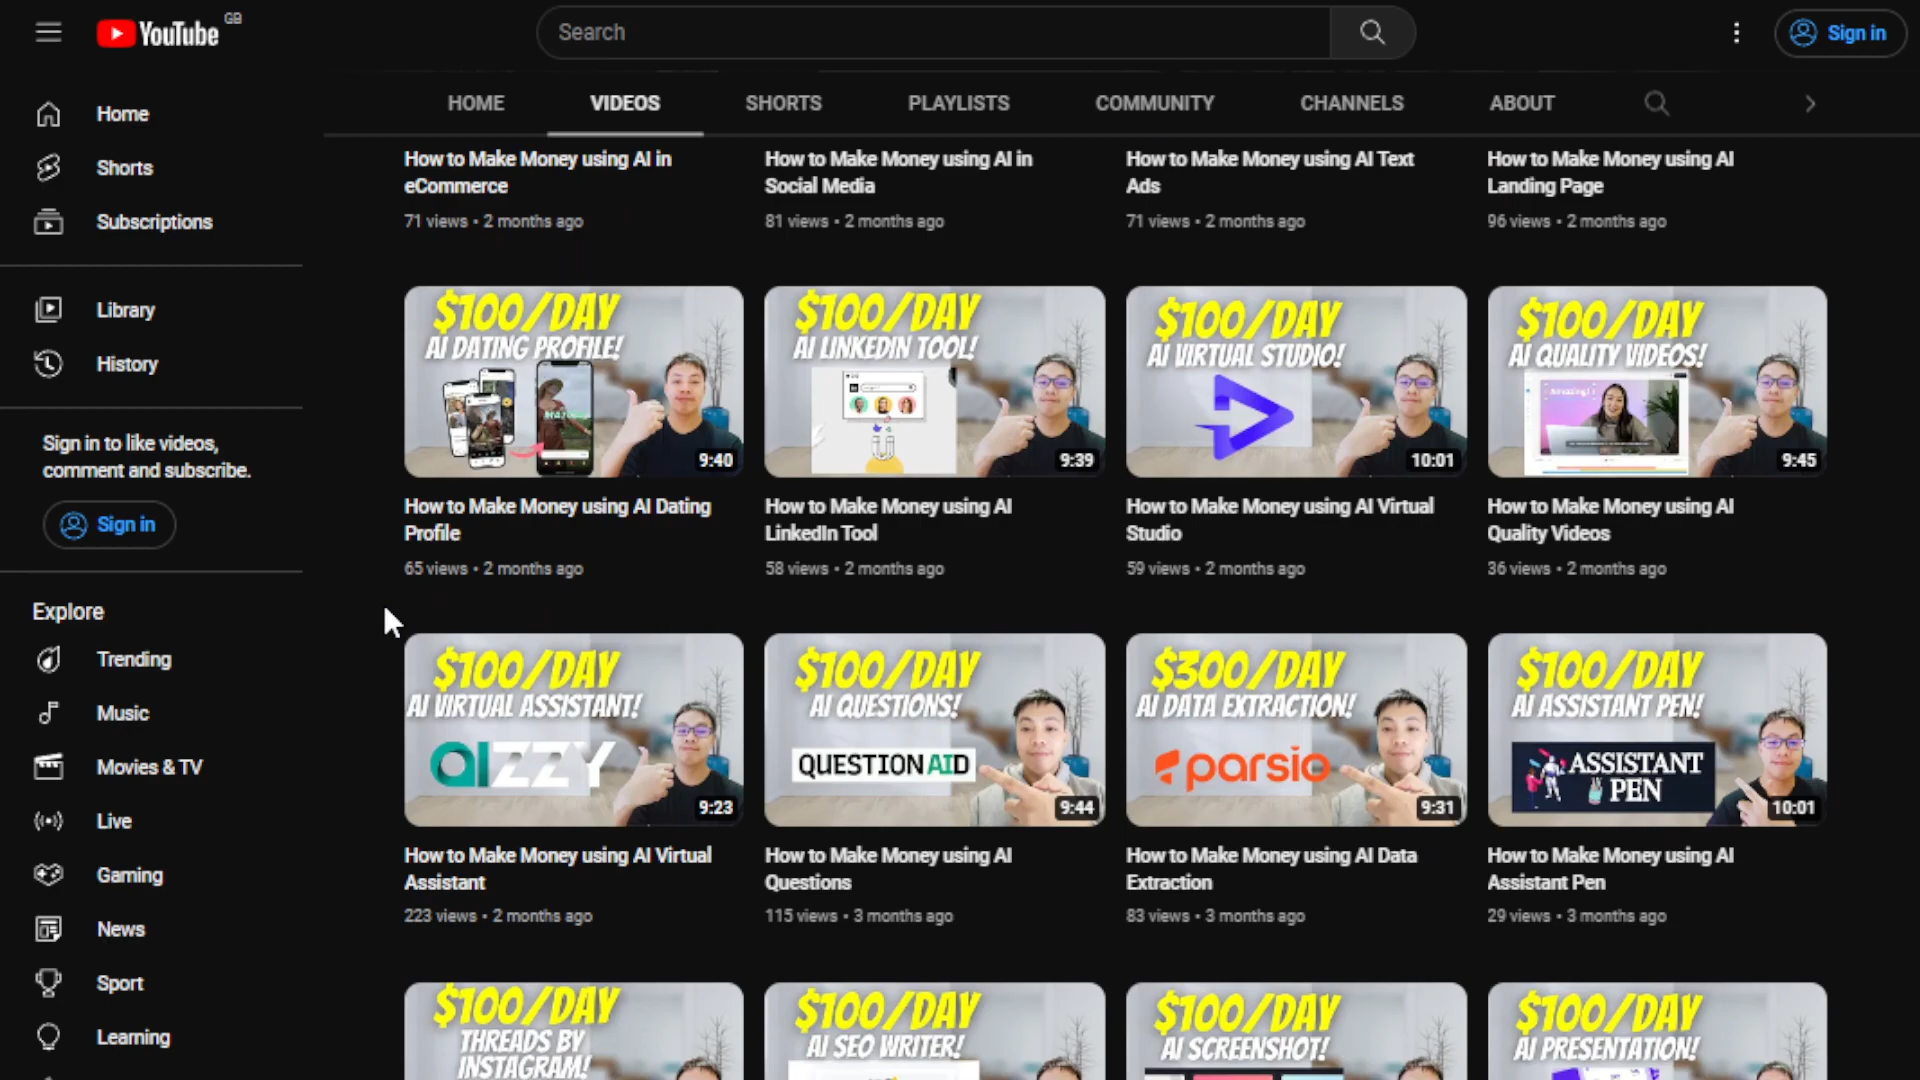 YouTube GB
Search
Sign in
HOME VIDEOS SHORTS PLAYLISTS COMMUNITY CHANNELS ABOUT
Home
Shorts
Subscriptions
Library
History
Sign in to like videos,
comment and subscribe.
Sign in
Explore
Trending
Music
Movies & TV
Live
Gaming
News
Sport
Learning
How to Make Money using AI in
eCommerce
71 views • 2 months ago
How to Make Money using AI in
Social Media
81 views • 2 months ago
How to Make Money using AI Text
Ads
71 views • 2 months ago
How to Make Money using AI
Landing Page
96 views • 2 months ago
$100/DAY
AI DATING PROFILE!
9:40
How to Make Money using AI Dating
Profile
65 views • 2 months ago
$100/DAY
AI LINKEDIN TOOL!
9:39
How to Make Money using AI
LinkedIn Tool
58 views • 2 months ago
$100/DAY
AI VIRTUAL STUDIO!
10:01
How to Make Money using AI Virtual
Studio
59 views • 2 months ago
$100/DAY
AI QUALITY VIDEOS!
Amazing!
9:45
How to Make Money using AI
Quality Videos
36 views • 2 months ago
$100/DAY
AI VIRTUAL ASSISTANT!
aizzy
9:23
How to Make Money using AI Virtual
Assistant
223 views • 2 months ago
$100/DAY
AI QUESTIONS!
QUESTIONAID
9:44
How to Make Money using AI
Questions
115 views • 3 months ago
$300/DAY
AI DATA EXTRACTION!
parsio
9:31
How to Make Money using AI Data
Extraction
83 views • 3 months ago
$100/DAY
AI ASSISTANT PEN!
ASSISTANT
PEN
10:01
How to Make Money using AI
Assistant Pen
29 views • 3 months ago
$100/DAY
THREADS BY
INSTAGRAM!
$100/DAY
AI SEO WRITER!
$100/DAY
AI SCREENSHOT!
$100/DAY
AI PRESENTATION!